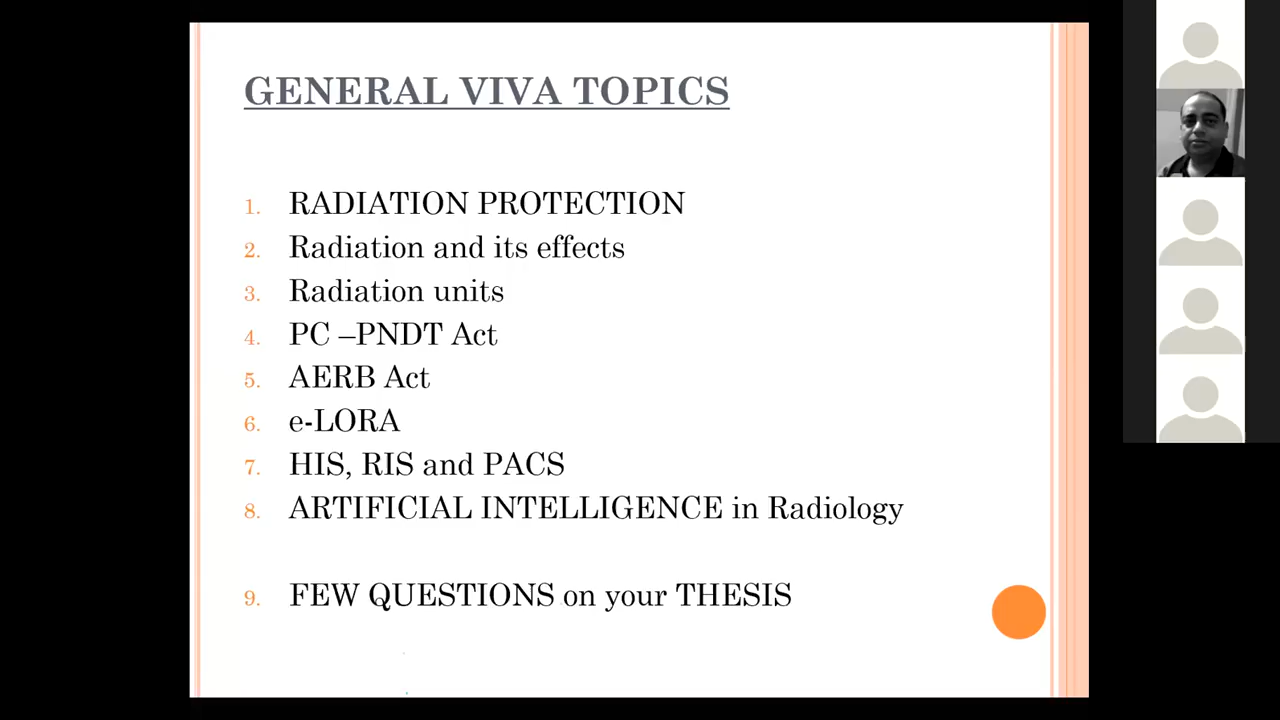 GENERAL VIVA TOPICS
1. RADIATION PROTECTION
2. Radiation and its effects
3. Radiation units
4. PC –PNDT Act
5. AERB Act
6. e-LORA
7. HIS, RIS and PACS
8. ARTIFICIAL INTELLIGENCE in Radiology
9. FEW QUESTIONS on your THESIS